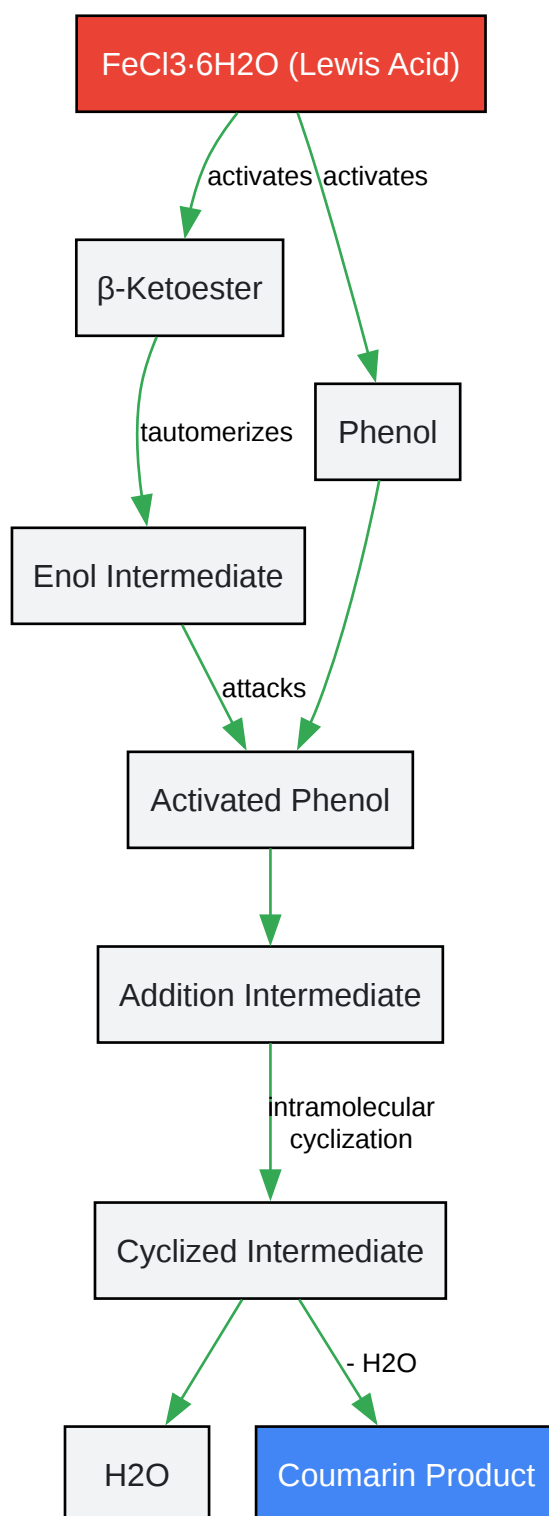 FeCl3·6H2O (Lewis Acid)
activates
activates
β-Ketoester
tautomerizes
Phenol
Enol Intermediate
attacks
Activated Phenol
Addition Intermediate
intramolecular
cyclization
Cyclized Intermediate
- H2O
H2O
Coumarin Product